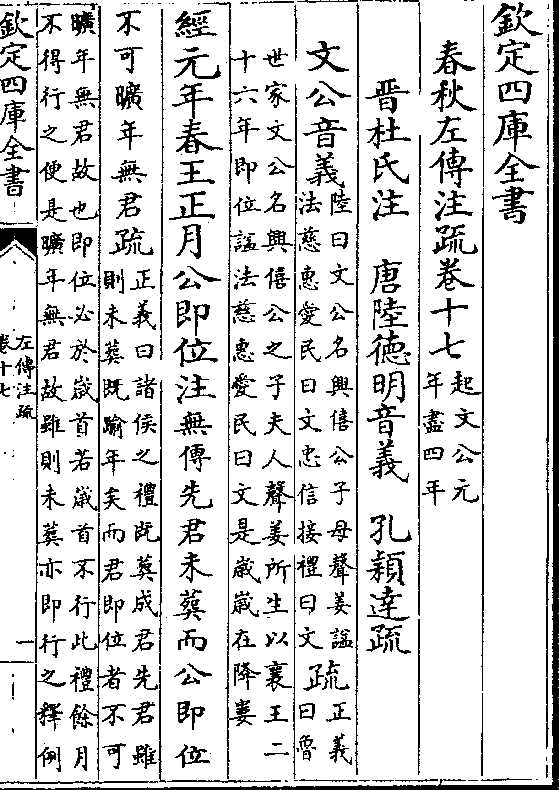 欽定四庫全書
春秋左傳注疏卷十七
起文公元
年盡四年
晋杜氏注 唐陸德明音義 孔穎達疏
文公音義
陸曰文公名興僖公子母聲姜諡
法慈惠愛民曰文忠信接禮曰文
疏
正義
曰魯
世家文公名興僖公之子夫人聲姜所生以襄王二
十六年即位諡法慈惠愛民曰文是歲歲在降婁
經元年春王正月公即位注無傳先君未葬而公即位
不可曠年無君疏
正義曰諸侯之禮既葬成君先君雖
則未葬既踰年矣而君即位者不可
曠年無君故也即位必於歲首若歲首不行此禮餘月
不得行之便是曠年無君故雖則未葬亦即行之釋例
欽定四庫全書
左傳注疏
卷十七
一